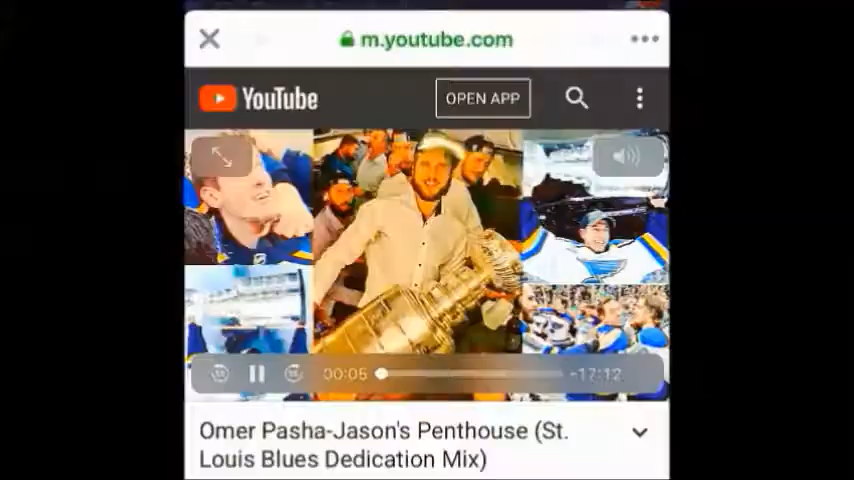 m.youtube.com
YouTube
OPEN APP
00:05
-17:12
Omer Pasha-Jason's Penthouse (St.
Louis Blues Dedication Mix)